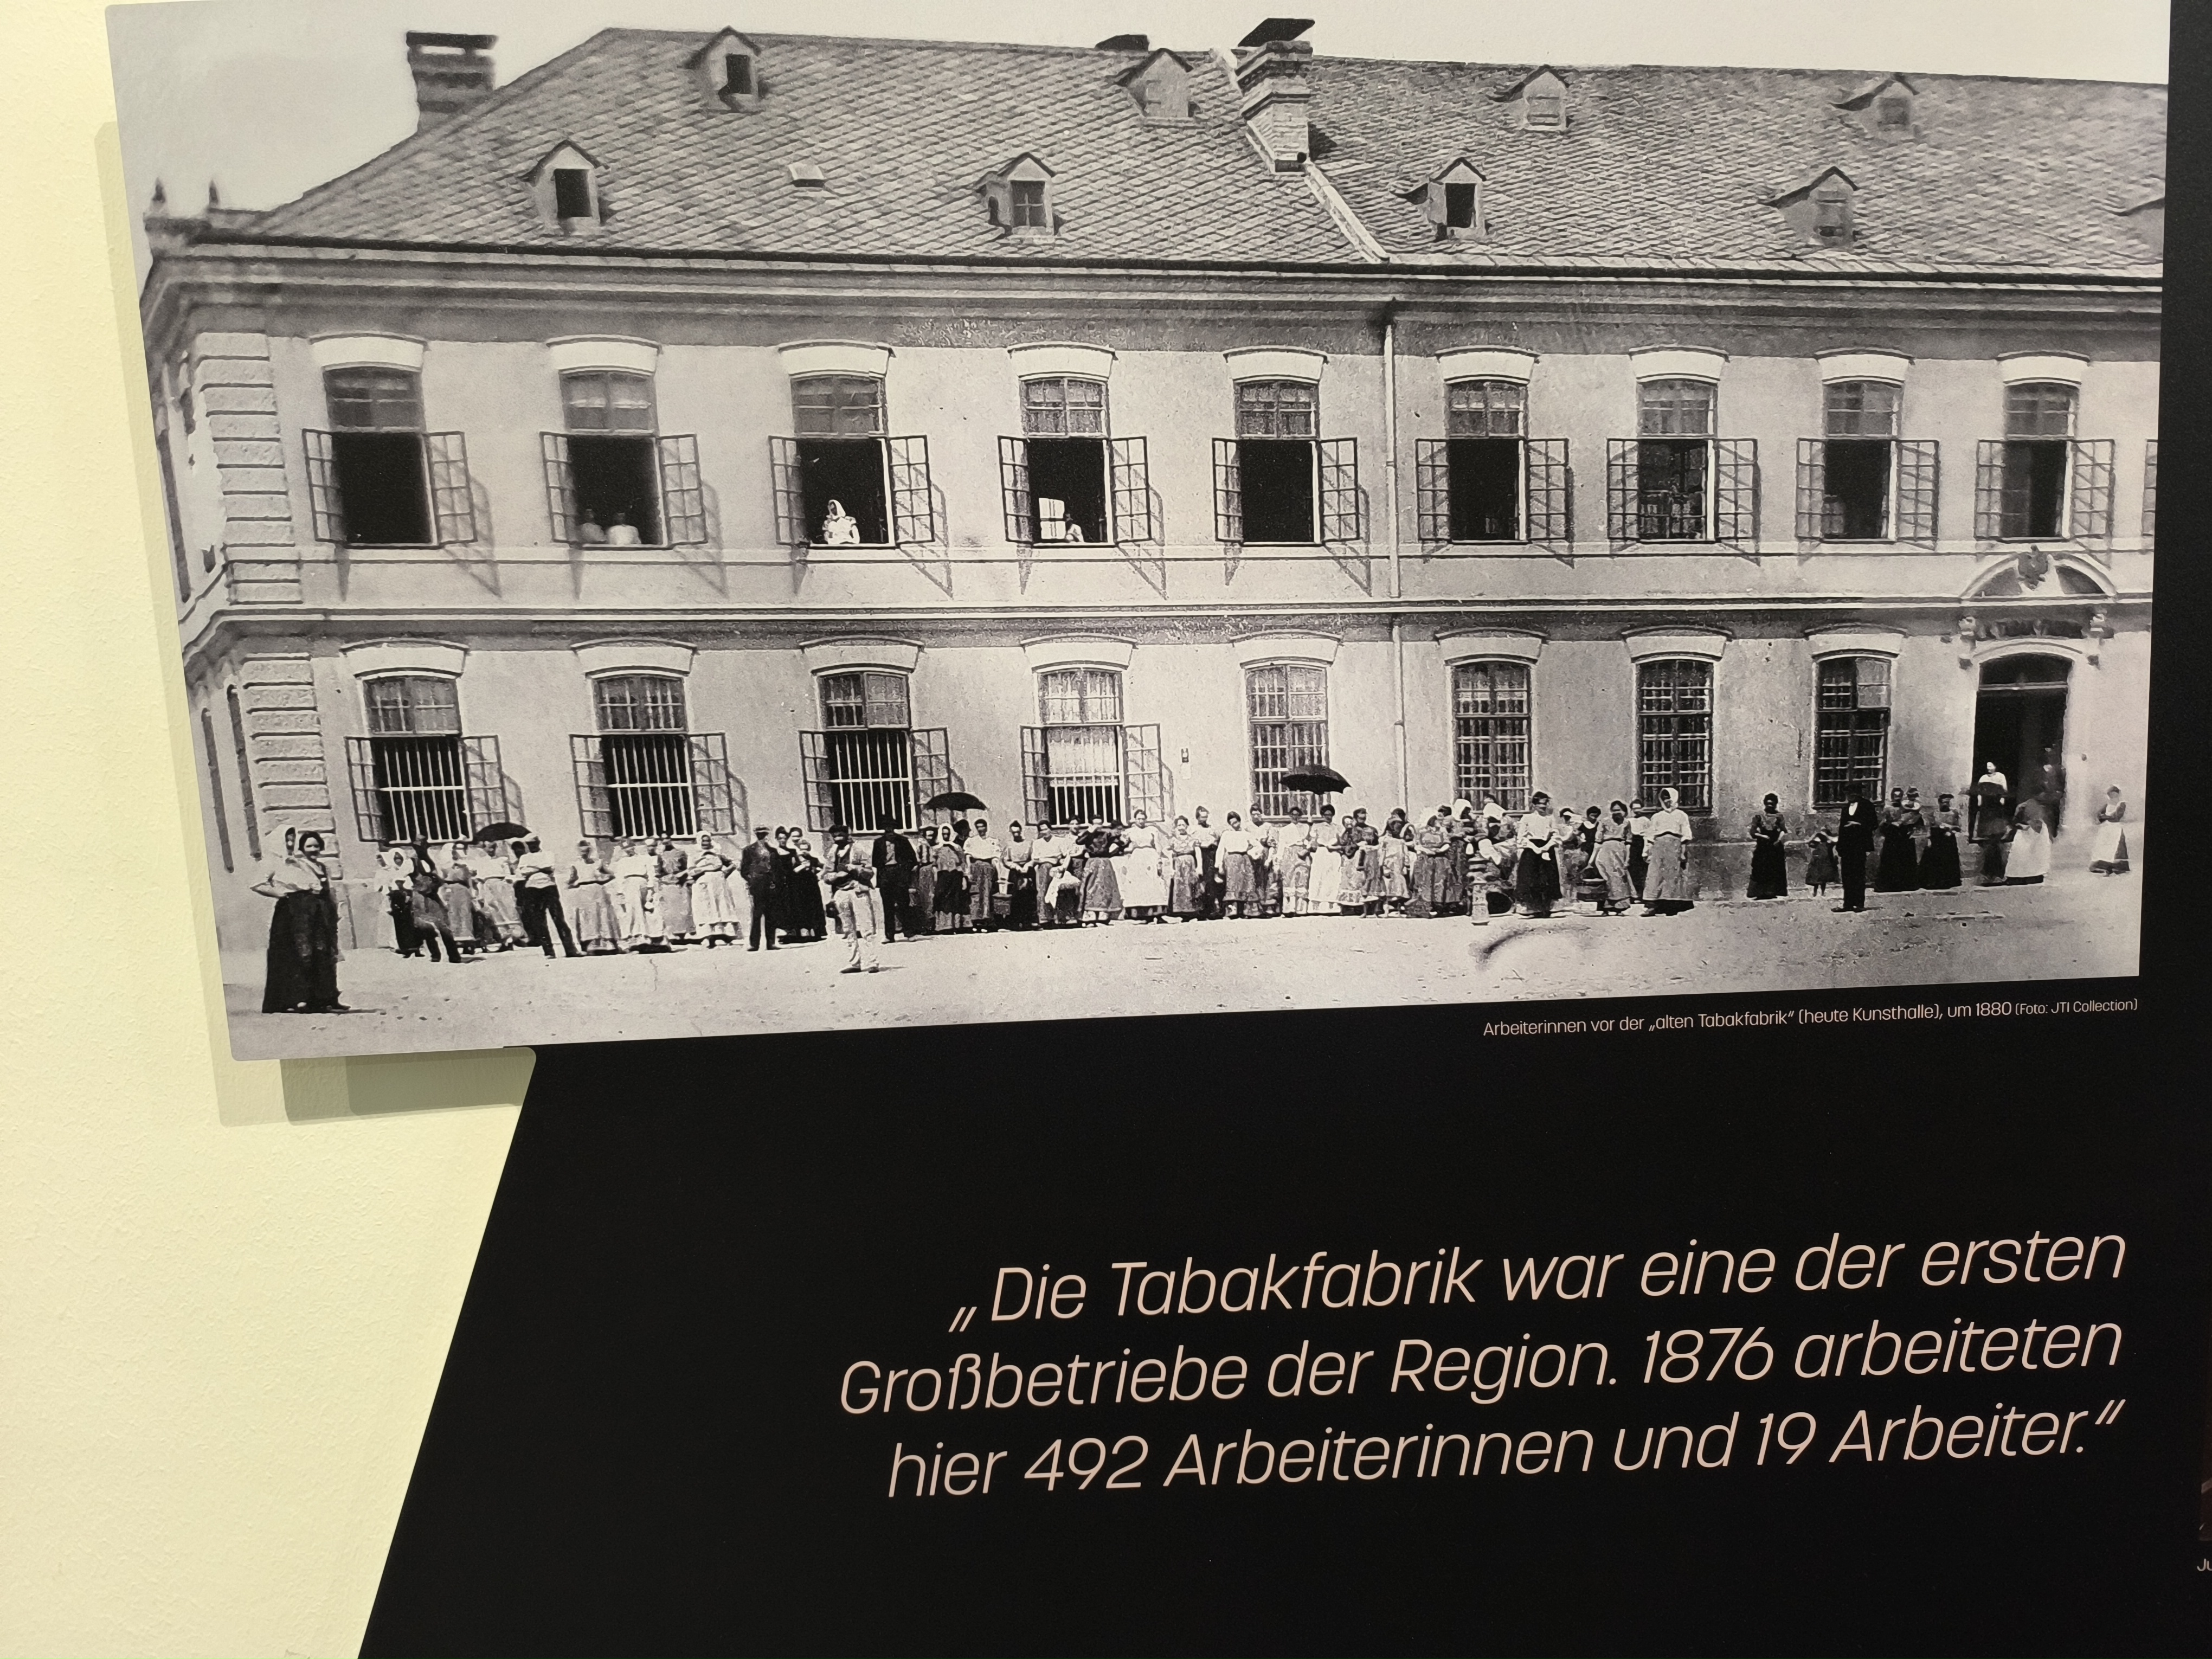 Arbeiterinnen vor der „alten Tabakfabrik“ (heute Kunsthalle), um 1880 (Foto: JTI Collection)
„Die Tabakfabrik war eine der ersten
Großbetriebe der Region. 1876 arbeiteten
hier 492 Arbeiterinnen und 19 Arbeiter.“